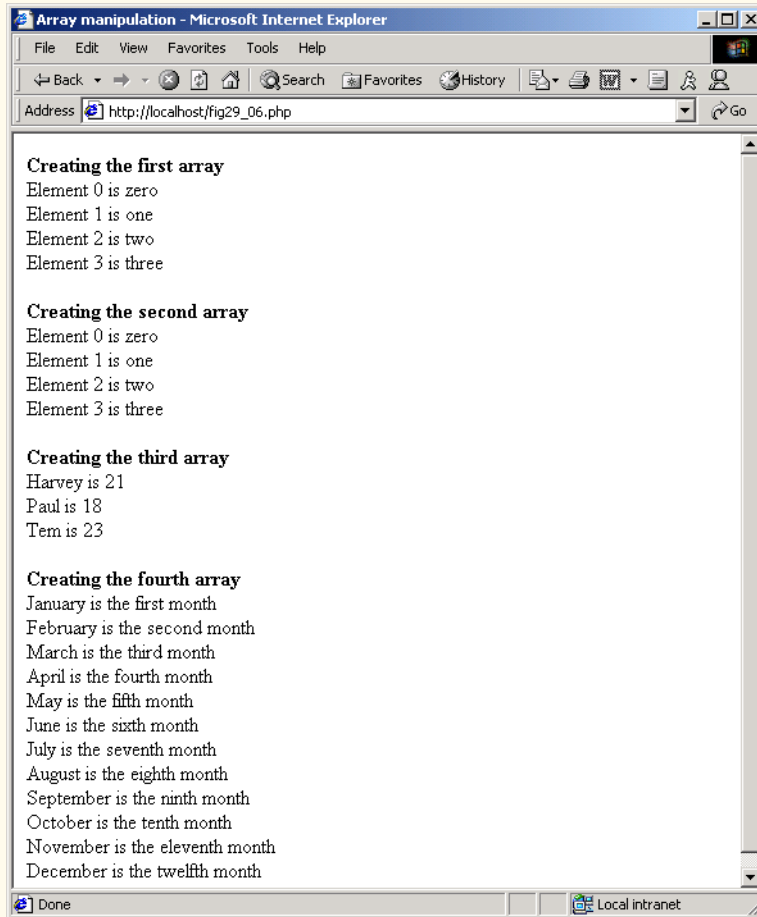 Array manipulation - Microsoft Internet Explorer
File Edit View Favorites Tools Help
Back Search Favorites History
Address http://localhost/fig29_06.php Go
Creating the first array
Element 0 is zero
Element 1 is one
Element 2 is two
Element 3 is three
Creating the second array
Element 0 is zero
Element 1 is one
Element 2 is two
Element 3 is three
Creating the third array
Harvey is 21
Paul is 18
Tem is 23
Creating the fourth array
January is the first month
February is the second month
March is the third month
April is the fourth month
May is the fifth month
June is the sixth month
July is the seventh month
August is the eighth month
September is the ninth month
October is the tenth month
November is the eleventh month
December is the twelfth month
Done Local intranet